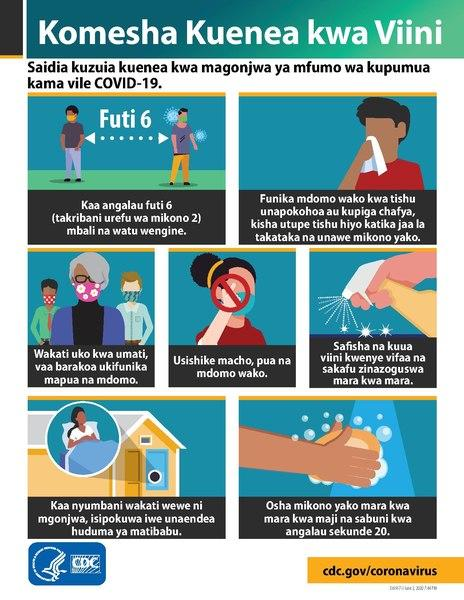 Komesha Kuenea kwa Viini
Saidia kuzuia kuenea kwa magonjwa ya mfumo wa kupumua
kama vile COVID-19.
Futi 6
Kaa angalau futi 6
(takribani urefu wa mikono 2)
mbali na watu wengine.
Funika mdomo wako kwa tishu
unapokohoa au kupiga chafya,
kisha utupe tishu hiyo katika jaa la
takataka na unawe mikono yako.
Wakati uko kwa umati,
vaa barakoa ukifunika
mapua na mdomo.
Usishike macho, pua na
mdomo wako.
Safisha na kuua
viini kwenye vifaa na
sakafu zinazoguswa
mara kwa mara.
Kaa nyumbani wakati wewe ni
mgonjwa, isipokuwa iwe unaendea
huduma ya matibabu.
Osha mikono yako mara kwa
mara kwa maji na sabuni kwa
angalau sekunde 20.
CDC
cdc.gov/coronavirus